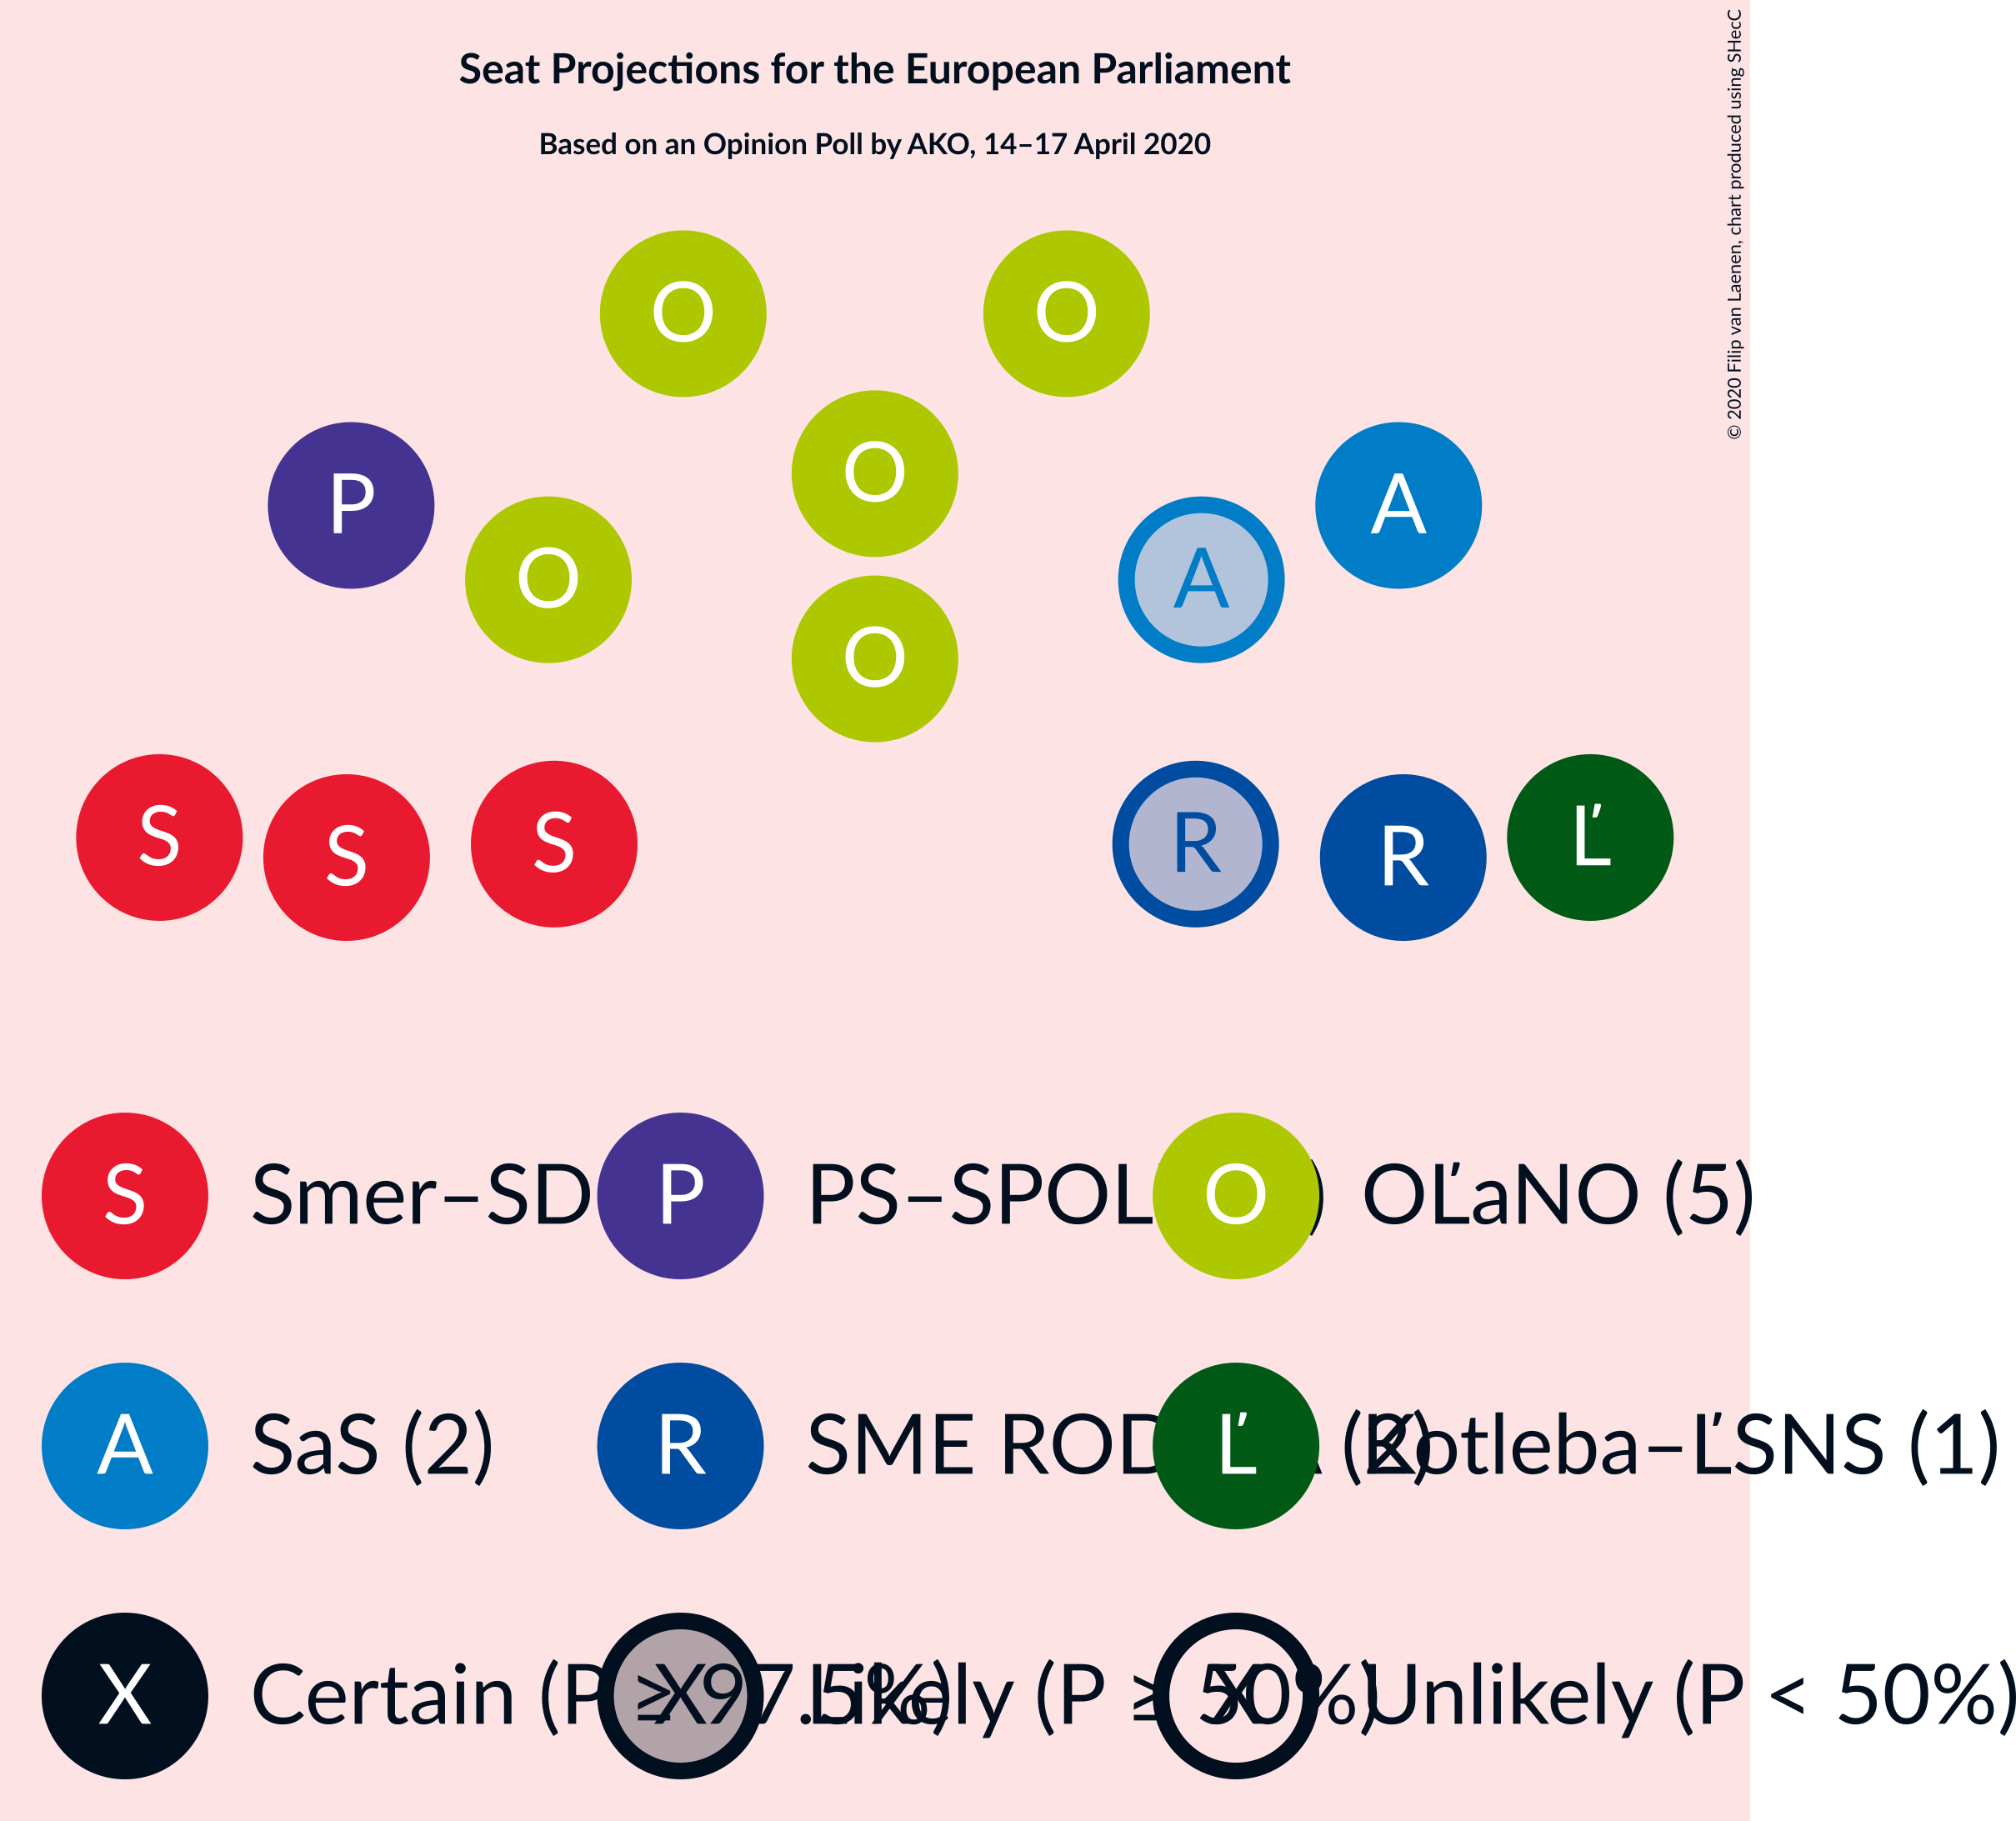 Seat Projections for the European Parliament
Based on an Opinion Poll by AKO, 14–17 April 2020
© 2020 Filip van Laenen, chart produced using SHecC
O O
O
P A
O A
O
S S S R R Ľ
S Smer–SD P PS–SPOL O OĽaNO (5)
A SaS (2) R SME ROD Ľ Kotleba–ĽSNS (1)
X Certain (P ≥ 97.5%) X Likely (P ≥ 50%) X Unlikely (P < 50%)